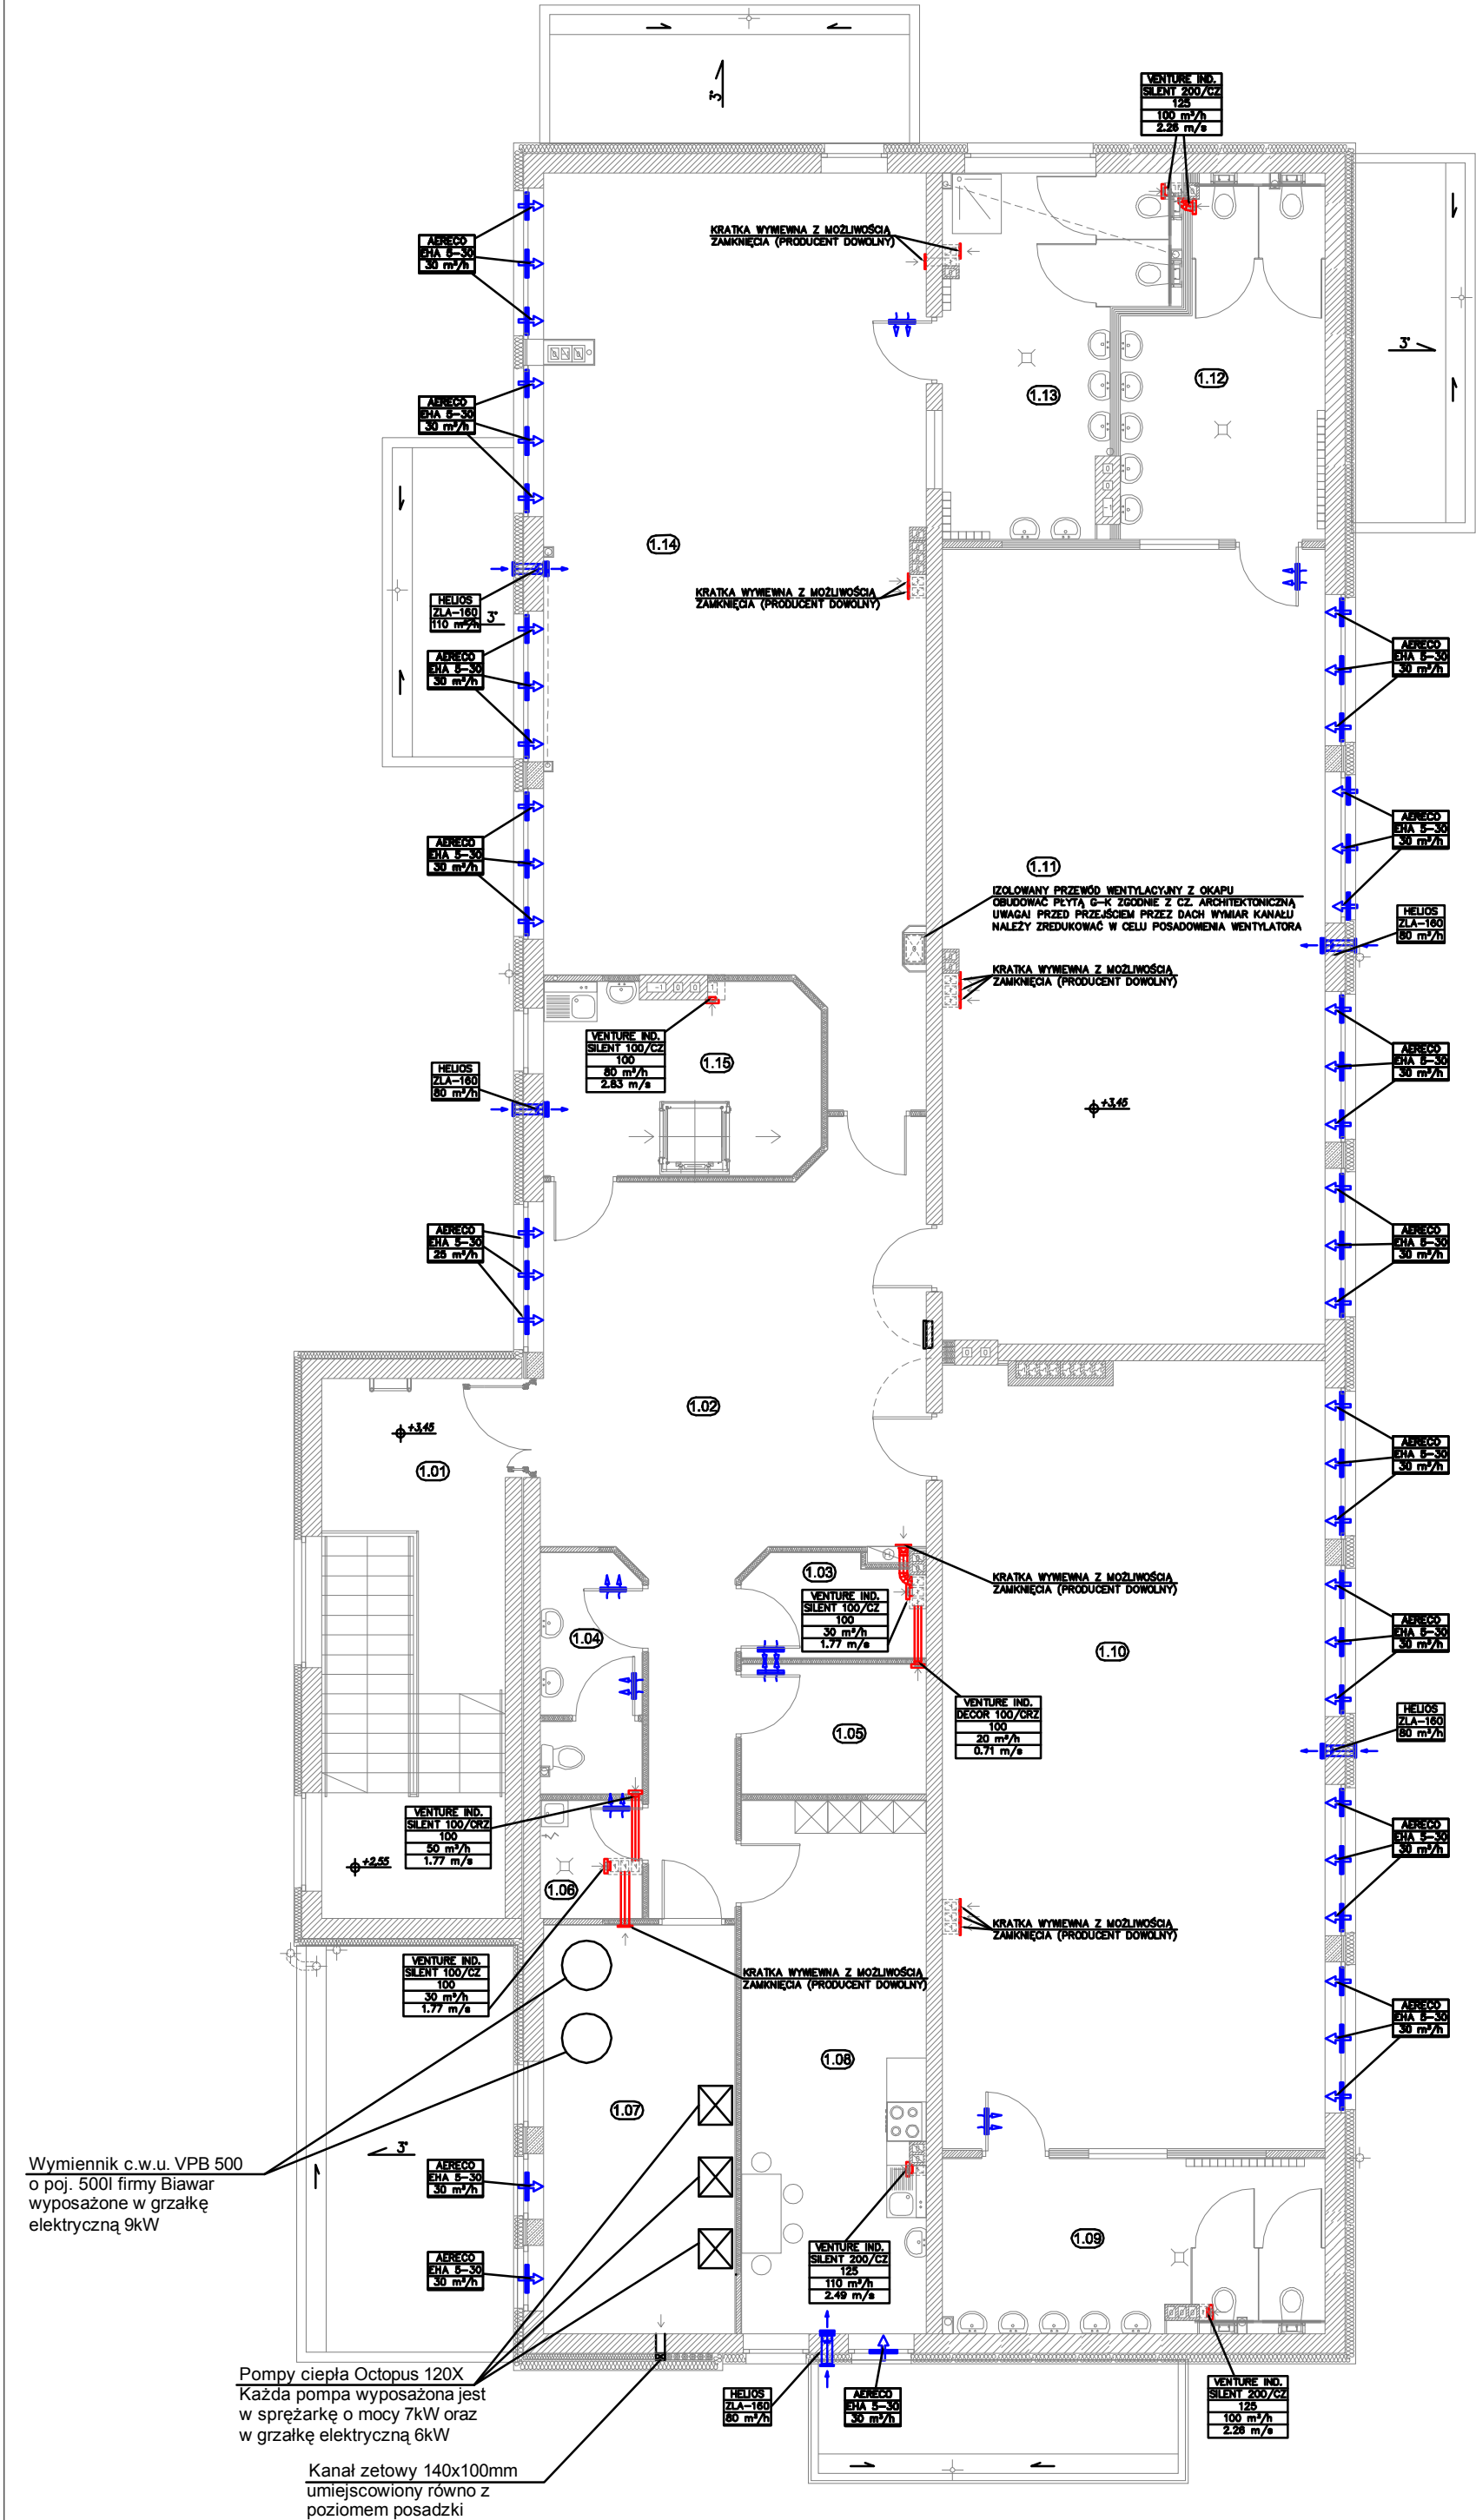 3°
VENTURE IND.
SILENT 200/CZ
125
100 m³/h
2.26 m/s
AERECO
EHA 5-30
30 m³/h
KRATKA WYWIEWNA Z MOŻLIWOŚCIĄ
ZAMKNIĘCIA (PRODUCENT DOWOLNY)
3°
1.13
1.12
AERECO
EHA 5-30
30 m³/h
1.14
KRATKA WYWIEWNA Z MOŻLIWOŚCIĄ
ZAMKNIĘCIA (PRODUCENT DOWOLNY)
HELIOS
ZLA-160
110 m³/h
3°
AERECO
EHA 5-30
30 m³/h
AERECO
EHA 5-30
30 m³/h
AERECO
EHA 5-30
30 m³/h
AERECO
EHA 5-30
30 m³/h
1.11
IZOLOWANY PRZEWÓD WENTYLACYJNY Z OKAPU
OBUDOWAĆ PŁYTĄ G-K ZGODNIE Z CZ. ARCHITEKTONICZNĄ
UWAGA! PRZED PRZEJŚCIEM PRZEZ DACH WYMIAR KANAŁU
NALEŻY ZREDUKOWAĆ W CELU POSADOWIENIA WENTYLATORA
HELIOS
ZLA-160
80 m³/h
KRATKA WYWIEWNA Z MOŻLIWOŚCIĄ
ZAMKNIĘCIA (PRODUCENT DOWOLNY)
VENTURE IND.
SILENT 100/CZ
100
80 m³/h
2.83 m/s
1.15
HELIOS
ZLA-160
80 m³/h
AERECO
EHA 5-30
30 m³/h
+3,45
AERECO
EHA 5-30
25 m³/h
AERECO
EHA 5-30
30 m³/h
1.02
+3,45
1.01
AERECO
EHA 5-30
30 m³/h
1.03
KRATKA WYWIEWNA Z MOŻLIWOŚCIĄ
ZAMKNIĘCIA (PRODUCENT DOWOLNY)
VENTURE IND.
SILENT 100/CZ
100
30 m³/h
1.77 m/s
1.04
1.10
AERECO
EHA 5-30
30 m³/h
VENTURE IND.
DECOR 100/CRZ
100
20 m³/h
0.71 m/s
1.05
HELIOS
ZLA-160
80 m³/h
VENTURE IND.
SILENT 100/CRZ
100
50 m³/h
1.77 m/s
+2,55
1.06
AERECO
EHA 5-30
30 m³/h
KRATKA WYWIEWNA Z MOŻLIWOŚCIĄ
ZAMKNIĘCIA (PRODUCENT DOWOLNY)
VENTURE IND.
SILENT 100/CZ
100
30 m³/h
1.77 m/s
KRATKA WYWIEWNA Z MOŻLIWOŚCIĄ
ZAMKNIĘCIA (PRODUCENT DOWOLNY)
AERECO
EHA 5-30
30 m³/h
1.08
1.07
Wymiennik c.w.u. VPB 500
o poj. 500l firmy Biawar
wyposażone w grzałkę
elektryczną 9kW
3°
AERECO
EHA 5-30
30 m³/h
AERECO
EHA 5-30
30 m³/h
VENTURE IND.
SILENT 200/CZ
125
110 m³/h
2.49 m/s
1.09
Pompy ciepła Octopus 120X
Każda pompa wyposażona jest
w sprężarkę o mocy 7kW oraz
w grzałkę elektryczną 6kW
HELIOS
ZLA-160
80 m³/h
AERECO
EHA 5-30
30 m³/h
VENTURE IND.
SILENT 200/CZ
125
100 m³/h
2.26 m/s
Kanał zetowy 140x100mm
umiejscowiony równo z
poziomem posadzki